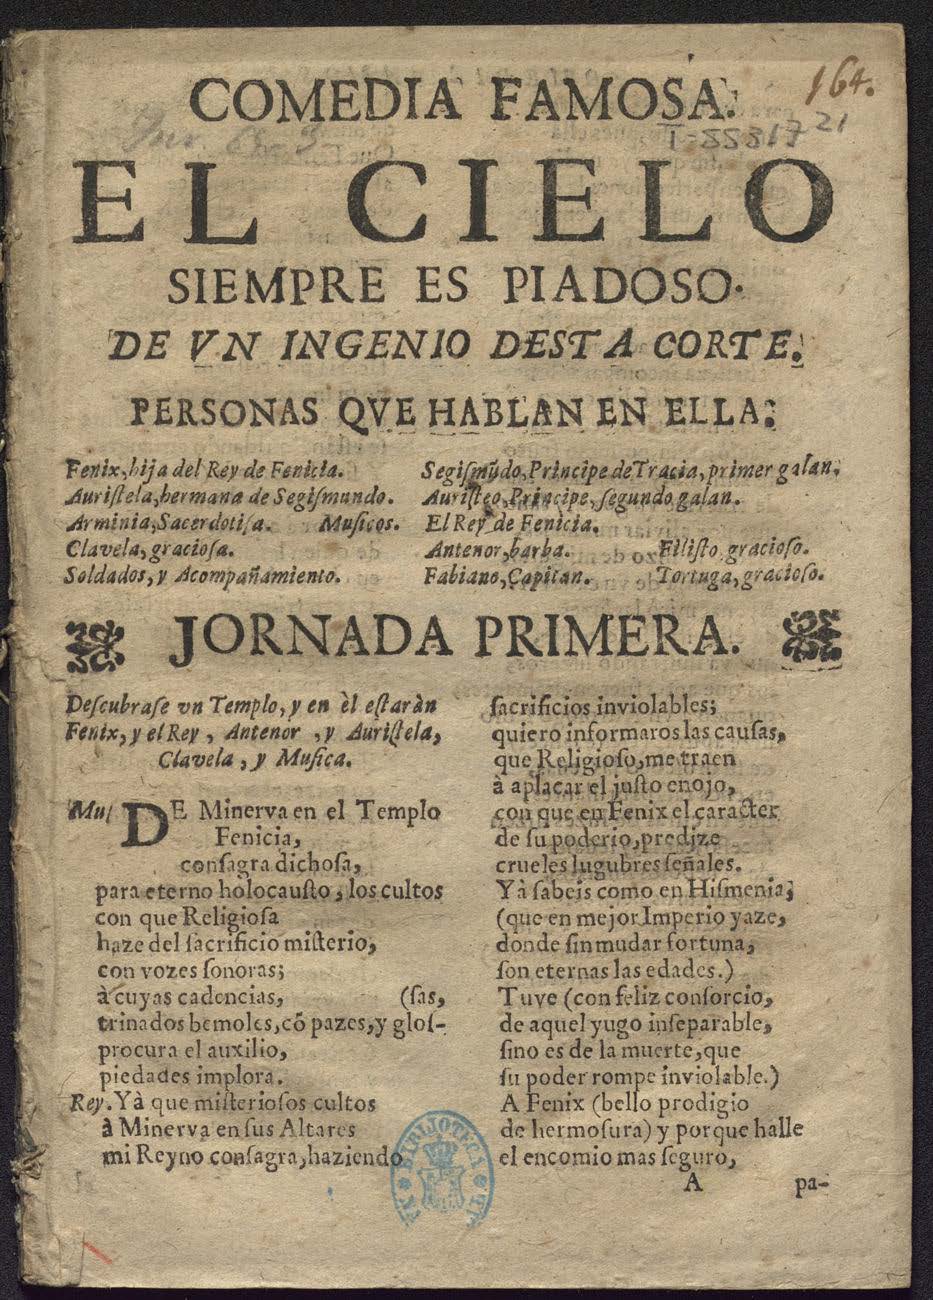 164.
COMEDIA FAMOSA:
T-55317 21
EL CIELO
SIEMPRE ES PIADOSO.
DE VN INGENIO DESTA CORTE.
PERSONAS QVE HABLAN EN ELLA:
Fenix, hija del Rey de Fenicia.
Auriſtela, hermana de Segiſmundo.
Arminia, Sacerdotiſa. Muſicos.
Clavela, gracioſa.
Soldados, y Acompañamiento.
Segiſmũdo, Principe de Tracia, primer galan.
Auriſteo, Principe, ſegundo galan.
El Rey de Fenicia.
Antenor, barba. Filiſto gracioſo.
Fabiano, Capitan. Tortuga, gracioſo.
JORNADA PRIMERA.
Deſcubraſe vn Templo, y en èl eſtaràn
Fenix, y el Rey, Antenor, y Auriſtela,
Clavela, y Muſica.
Muſ DE Minerva en el Templo
Fenicia,
conſagra dichoſa,
para eterno holocauſto, los cultos
con que Religioſa
haze del ſacrificio miſterio,
con vozes ſonoras;
à cuyas cadencias, (ſas,
trinados bemoles, cõ pazes, y gloſ-
procura el auxilio,
piedades implora.
Rey. Yà que miſterioſos cultos
à Minerva en ſus Altares
mi Reyno conſagra, haziendo
ſacrificios inviolables;
quiero informaros las cauſas,
que Religioſo, me traen
à aplacar el juſto enojo,
con que en Fenix el caracter
de ſu poderio, predize
crueles lugubres ſeñales.
Yà ſabeis como en Hiſmenia;
(que en mejor Imperio yaze,
donde ſin mudar fortuna,
ſon eternas las edades.)
Tuve (con feliz conſorcio,
de aquel yugo inſeparable,
ſino es de la muerte, que
ſu poder rompe inviolable.)
A Fenix (bello prodigio
de hermoſura) y porque halle
el encomio mas ſeguro,
A pa-
BIBLIOTECA